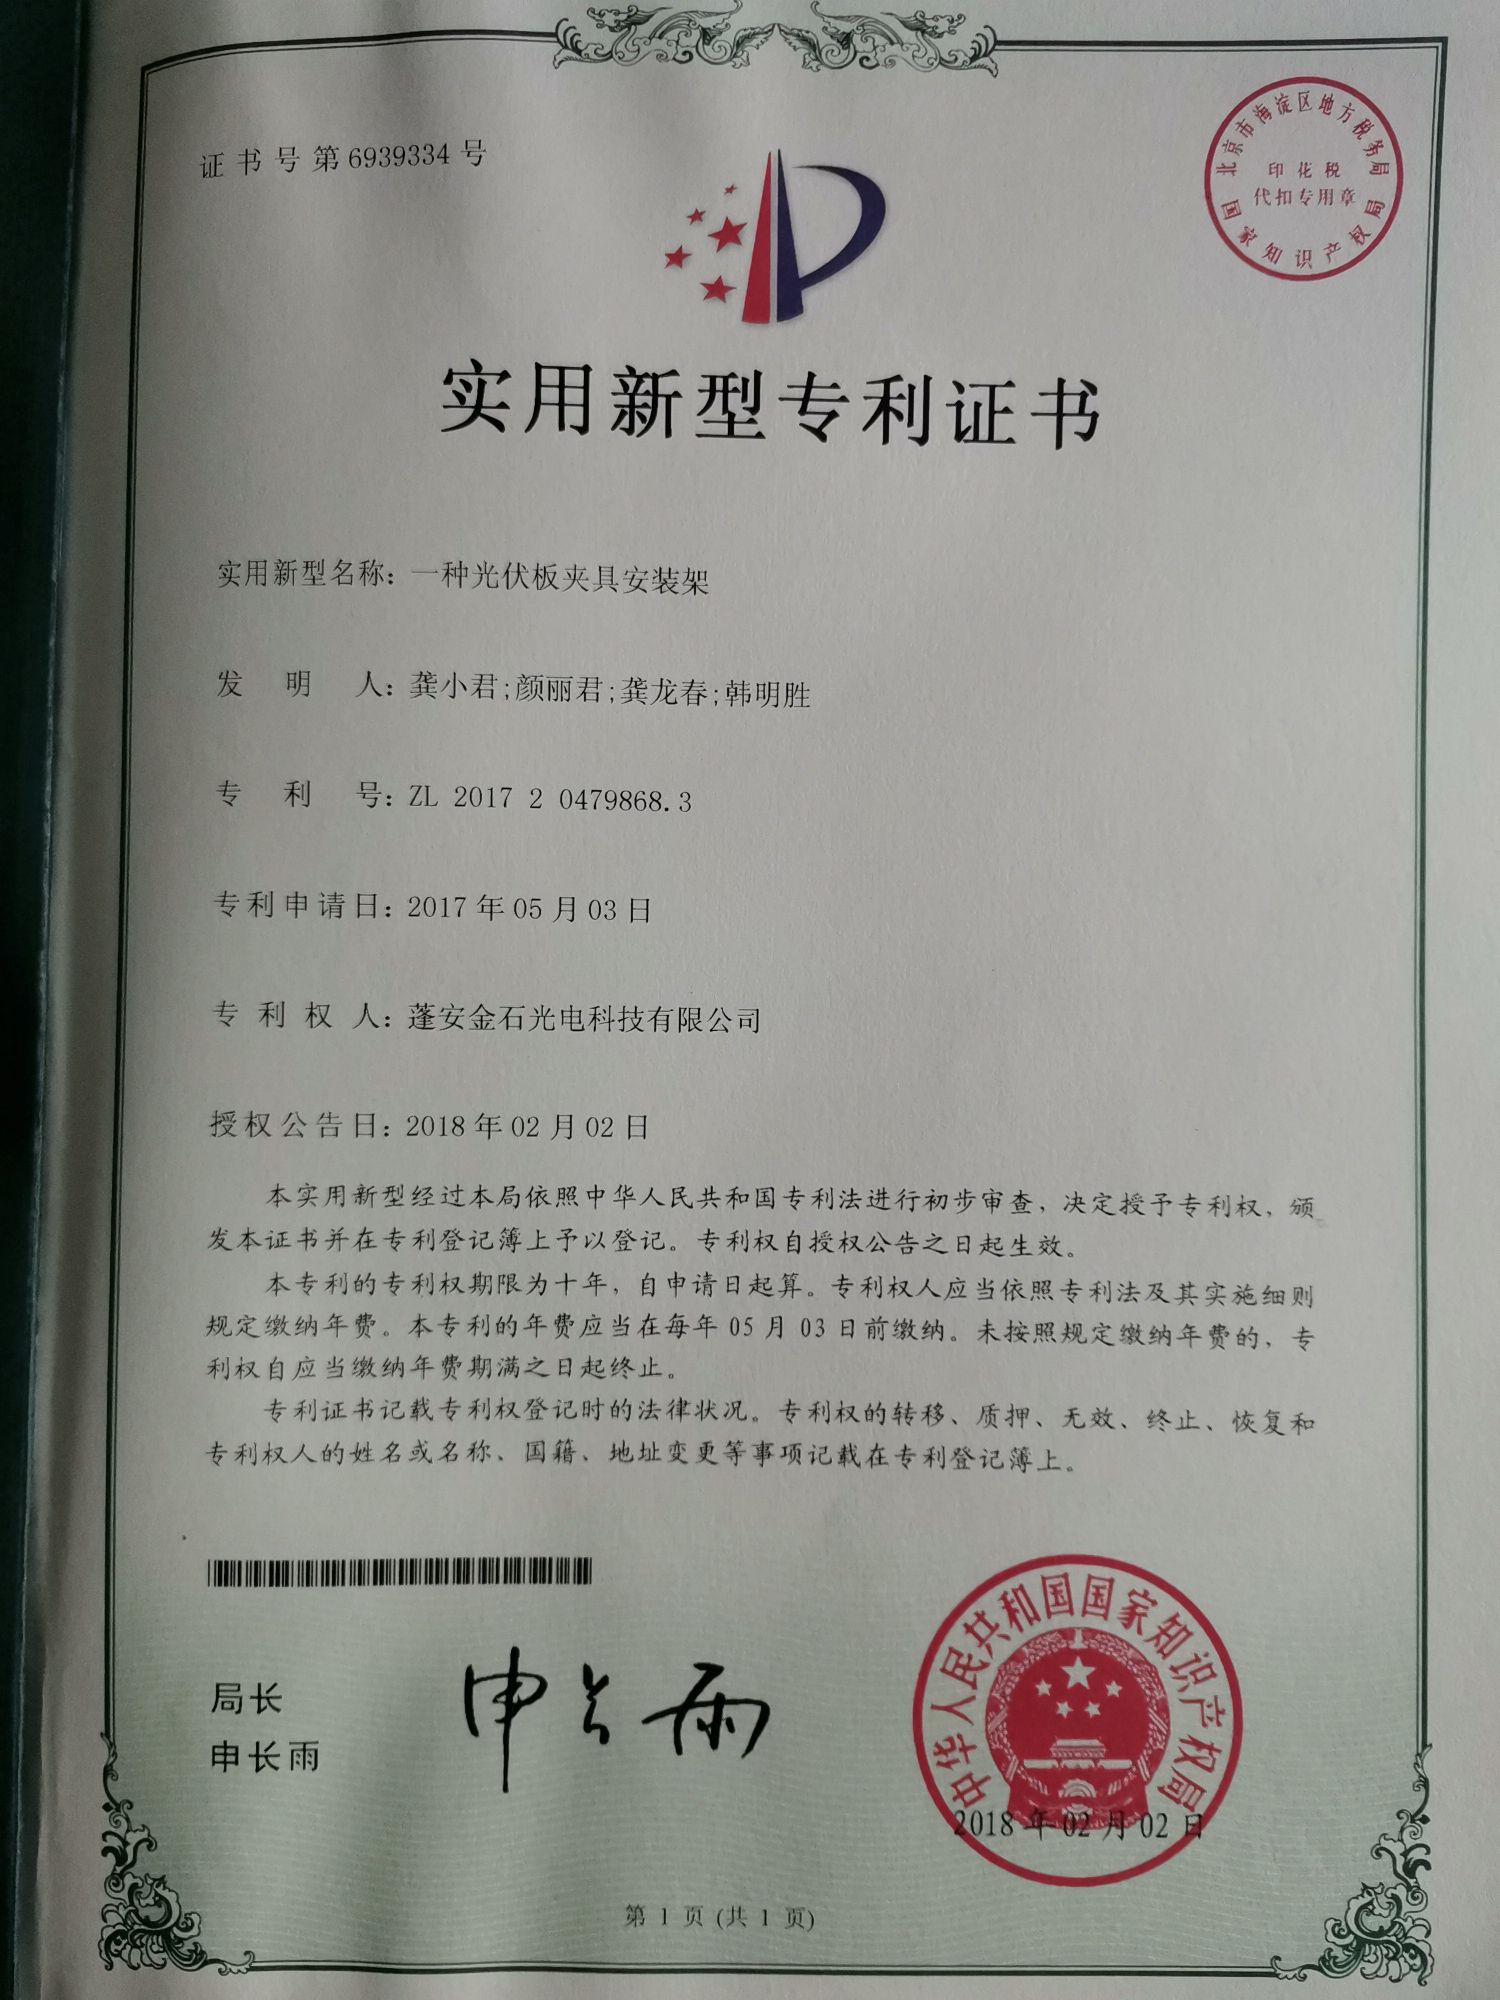 证书号第6939334号
北京市海淀区地方税务局
印花税
代扣专用章
国家知识产权局
实用新型专利证书
实用新型名称：一种光伏板夹具安装架
发明人：龚小君;颜丽君;龚龙春;韩明胜
专利号：ZL 2017 2 0479868.3
专利申请日：2017年05月03日
专利权人：蓬安金石光电科技有限公司
授权公告日：2018年02月02日
本实用新型经过本局依照中华人民共和国专利法进行初步审查，决定授予专利权，颁
发本证书并在专利登记簿上予以登记。专利权自授权公告之日起生效。
本专利的专利权期限为十年，自申请日起算。专利权人应当依照专利法及其实施细则
规定缴纳年费。本专利的年费应当在每年05月03日前缴纳。未按照规定缴纳年费的，专
利权自应当缴纳年费期满之日起终止。
专利证书记载专利权登记时的法律状况。专利权的转移、质押、无效、终止、恢复和
专利权人的姓名或名称、国籍、地址变更等事项记载在专利登记簿上。
局长
申长雨
申长雨
中华人民共和国国家知识产权局
2018年02月02日
第1页(共1页)